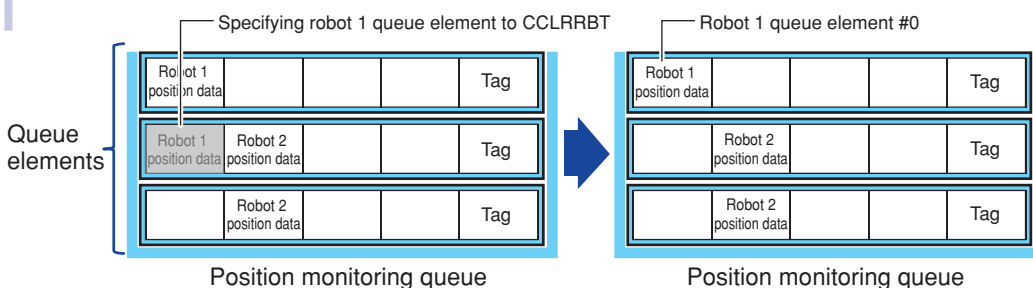 Specifying robot 1 queue element to CCLRRBT
Robot 1 queue element #0
Queue
elements
Robot 1
position data
Tag
Robot 1
position data
Robot 2
position data
Tag
Robot 2
position data
Tag
Position monitoring queue
Robot 1
position data
Tag
Robot 2
position data
Tag
Robot 2
position data
Tag
Position monitoring queue